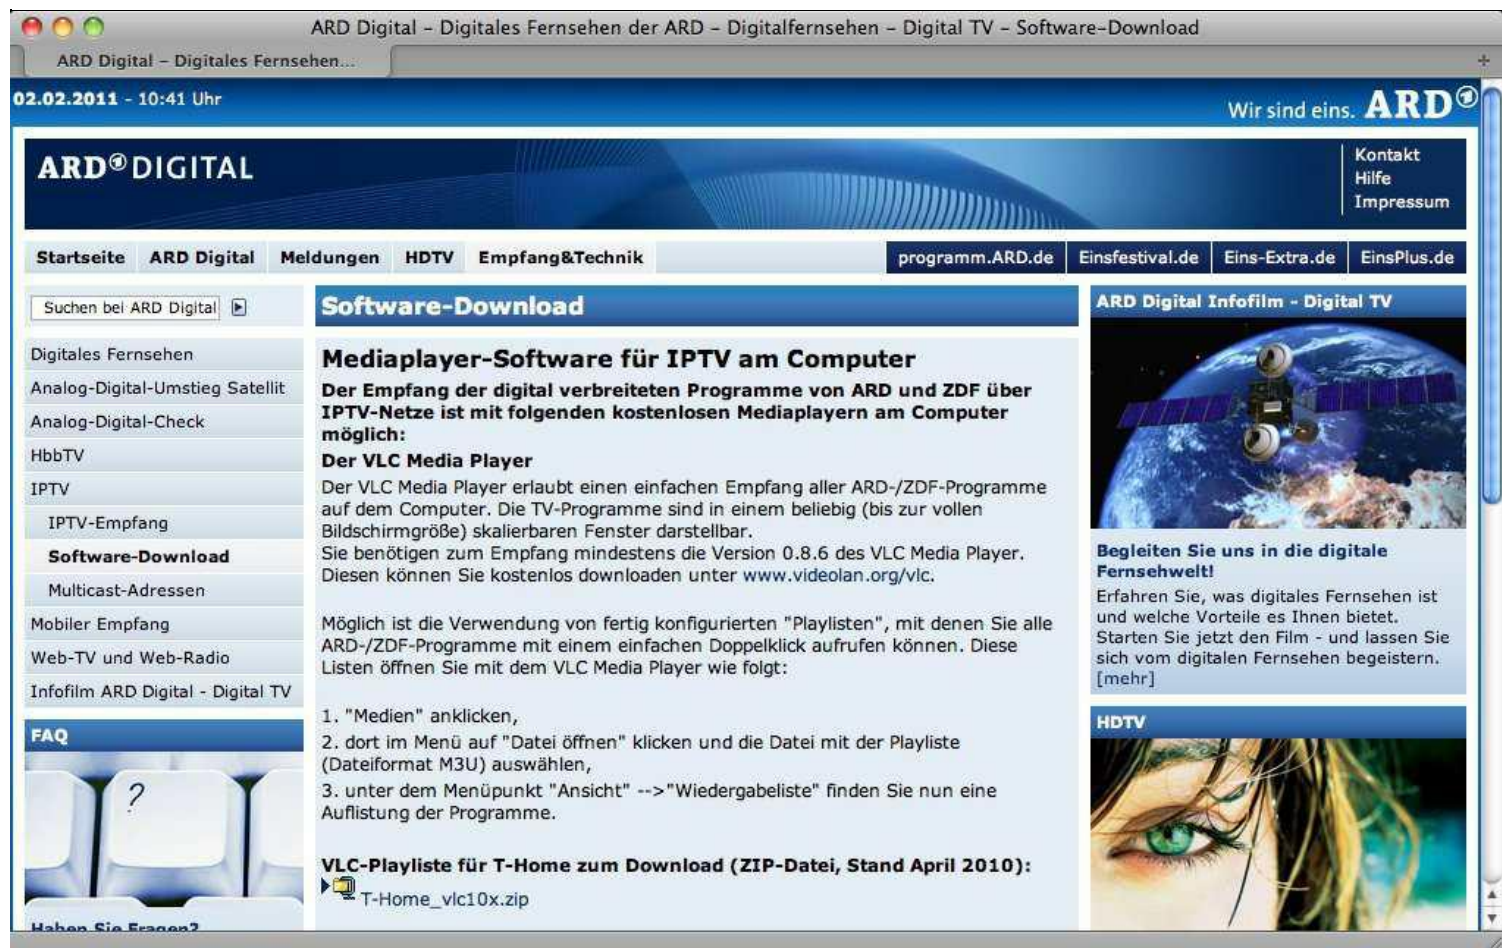 ARD Digital – Digitales Fernsehen der ARD – Digitalfernsehen – Digital TV – Software-Download
ARD Digital – Digitales Fernsehen...
02.02.2011 - 10:41 Uhr
Wir sind eins. ARD
ARD DIGITAL
Kontakt
Hilfe
Impressum
Startseite ARD Digital Meldungen HDTV Empfang&Technik programm.ARD.de Einsfestival.de Eins-Extra.de EinsPlus.de
Suchen bei ARD Digital
Digitales Fernsehen
Analog-Digital-Umstieg Satellit
Analog-Digital-Check
HbbTV
IPTV
IPTV-Empfang
Software-Download
Multicast-Adressen
Mobiler Empfang
Web-TV und Web-Radio
Infofilm ARD Digital - Digital TV
FAQ
?
Haben Sie Fragen?
Software-Download
Mediaplayer-Software für IPTV am Computer
Der Empfang der digital verbreiteten Programme von ARD und ZDF über
IPTV-Netze ist mit folgenden kostenlosen Mediaplayern am Computer
möglich:
Der VLC Media Player
Der VLC Media Player erlaubt einen einfachen Empfang aller ARD-/ZDF-Programme
auf dem Computer. Die TV-Programme sind in einem beliebig (bis zur vollen
Bildschirmgröße) skalierbaren Fenster darstellbar.
Sie benötigen zum Empfang mindestens die Version 0.8.6 des VLC Media Player.
Diesen können Sie kostenlos downloaden unter www.videolan.org/vlc.
Möglich ist die Verwendung von fertig konfigurierten "Playlisten", mit denen Sie alle
ARD-/ZDF-Programme mit einem einfachen Doppelklick aufrufen können. Diese
Listen öffnen Sie mit dem VLC Media Player wie folgt:
1. "Medien" anklicken,
2. dort im Menü auf "Datei öffnen" klicken und die Datei mit der Playliste
(Dateiformat M3U) auswählen,
3. unter dem Menüpunkt "Ansicht" -->"Wiedergabeliste" finden Sie nun eine
Auflistung der Programme.
VLC-Playliste für T-Home zum Download (ZIP-Datei, Stand April 2010):
T-Home_vlc10x.zip
ARD Digital Infofilm - Digital TV
Begleiten Sie uns in die digitale
Fernsehwelt!
Erfahren Sie, was digitales Fernsehen ist
und welche Vorteile es Ihnen bietet.
Starten Sie jetzt den Film - und lassen Sie
sich vom digitalen Fernsehen begeistern.
[mehr]
HDTV